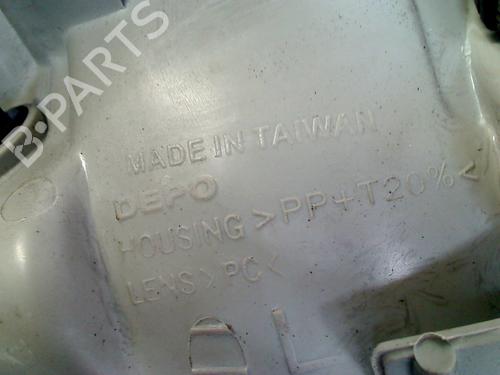 B-PARTS
MADE IN TAIWAN
DEPO
HOUSING >PP+T20%<
LENS >PC<